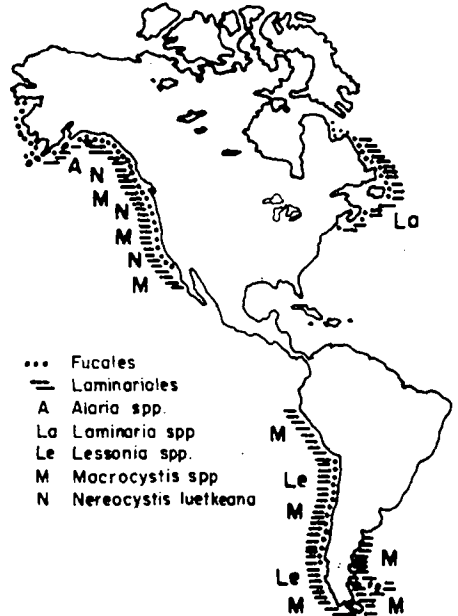 A
N
M
N
M
N
M
La
••• Fucales
Laminariales
A Alaria spp.
La Laminaria spp
Le Lessonia spp.
M Macrocystis spp
N Nereocystis luetkeana
M
Le
M
Le
M
M
M